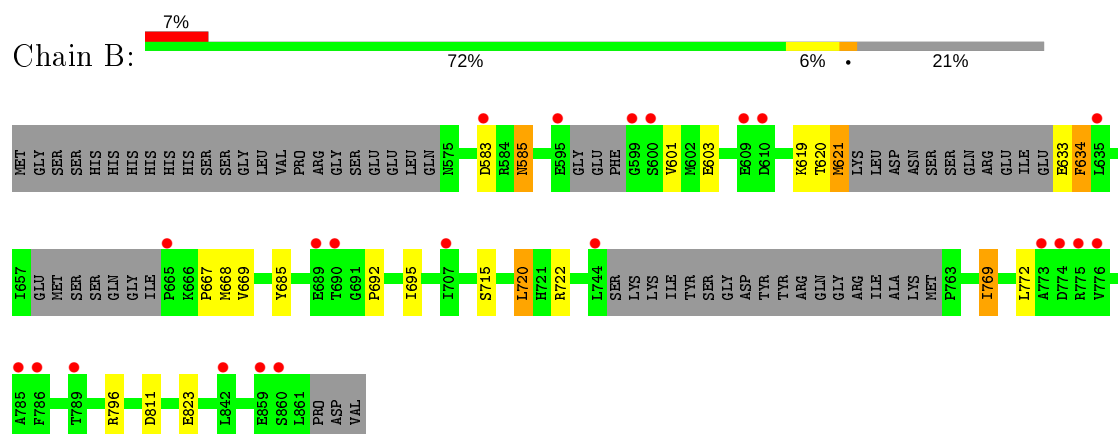 7%
Chain B:
72% 6% • 21%
MET GLY SER SER HIS HIS HIS HIS HIS HIS SER SER GLY LEU VAL PRO ARG GLY SER GLU GLU LEU GLN N575 D583 R584 N585 E595 GLY GLU PHE G599 S600 V601 M602 E603 E609 D610 K619 T620 M621 LYS LEU ASP ASN SER SER GLN ARG GLU ILE GLU E633 F634 L635
I657 GLU MET SER SER GLN GLY ILE P665 K666 P667 M668 V669 Y685 E689 T690 G691 P692 I695 I707 S715 L720 H721 R722 L744 SER LYS LYS ILE TYR SER GLY ASP TYR TYR ARG GLN GLY ARG ILE ALA LYS MET P763 I769 L772 A773 D774 R775 V776
A785 F786 T789 R796 D811 E823 L842 E859 S860 L861 PRO ASP VAL